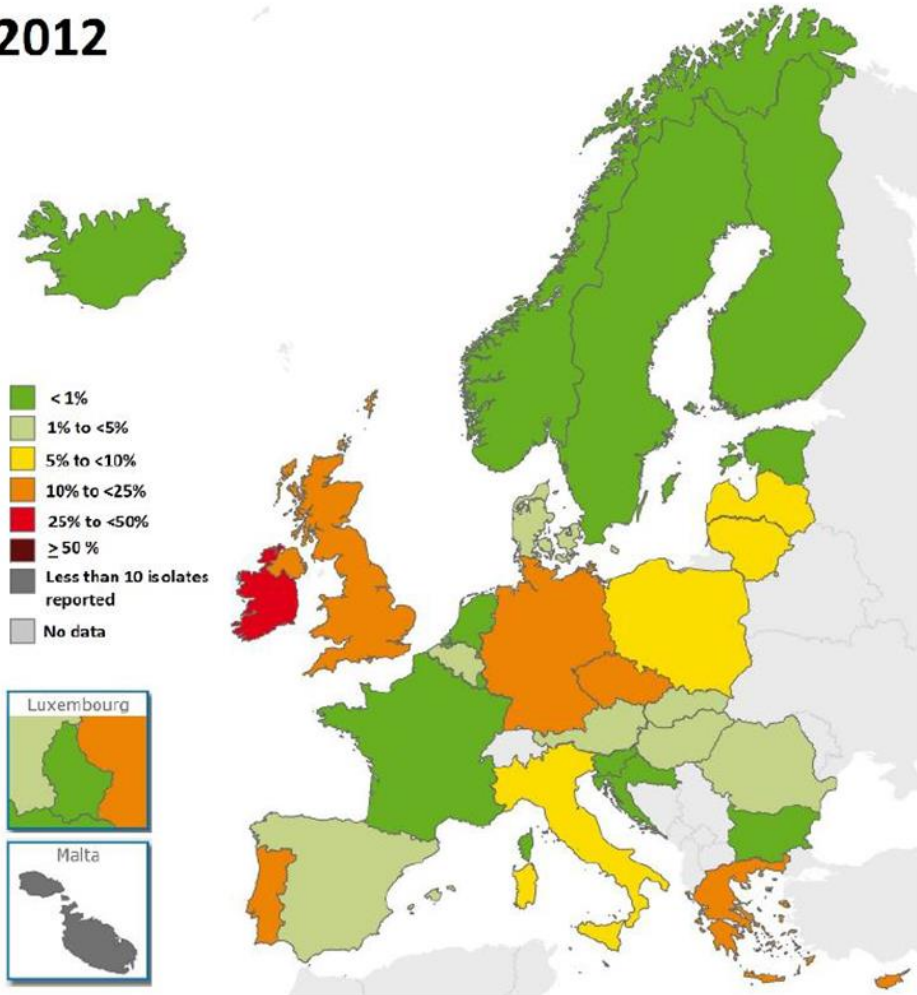 2012
< 1%
1% to <5%
5% to <10%
10% to <25%
25% to <50%
≥ 50 %
Less than 10 isolates
reported
No data
Luxembourg
Malta